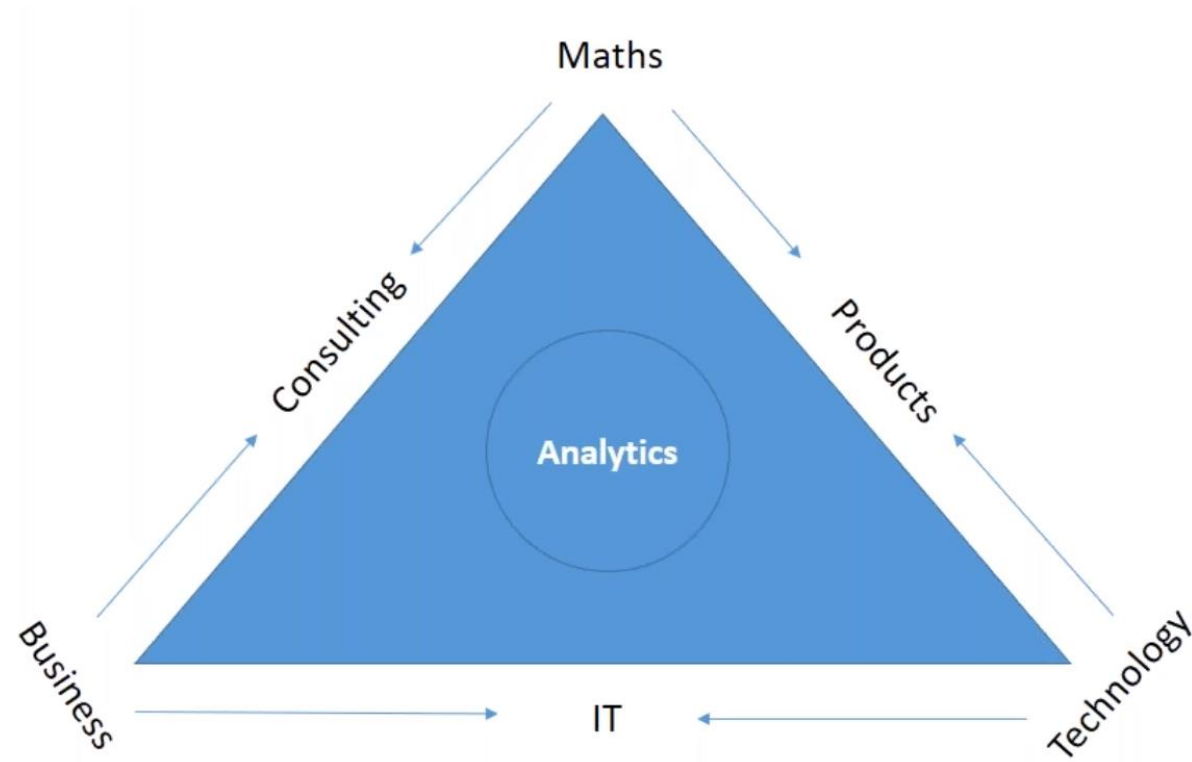 Maths
Consulting
Products
Analytics
Business
IT
Technology